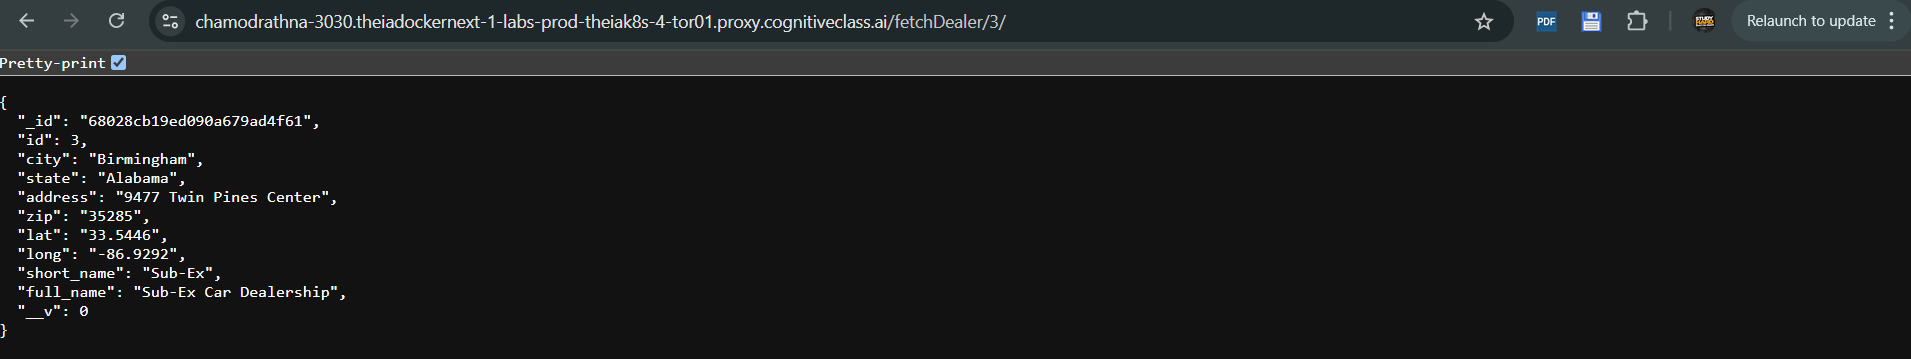 chamodrathna-3030.theiadockernext-1-labs-prod-theiak8s-4-tor01.proxy.cognitiveclass.ai/fetchDealer/3/
PDF
Relaunch to update
Pretty-print
{
  "_id": "68028cb19ed090a679ad4f61",
  "id": 3,
  "city": "Birmingham",
  "state": "Alabama",
  "address": "9477 Twin Pines Center",
  "zip": "35285",
  "lat": "33.5446",
  "long": "-86.9292",
  "short_name": "Sub-Ex",
  "full_name": "Sub-Ex Car Dealership",
  "__v": 0
}